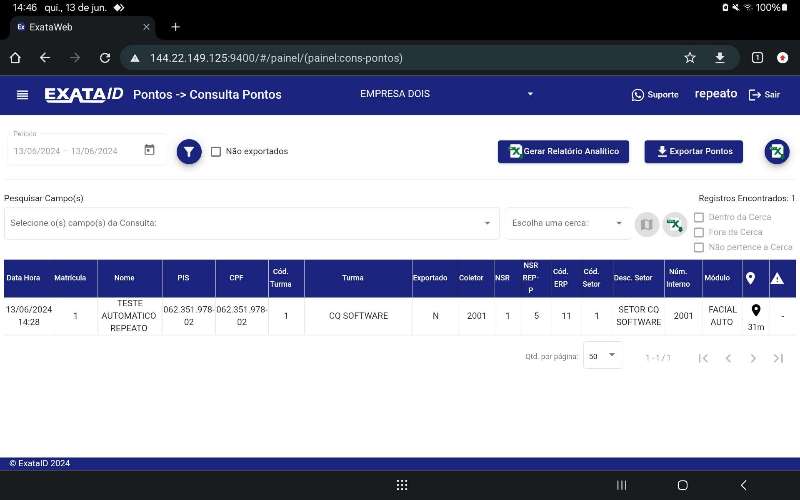 14:46 qui., 13 de jun.
100%
Ex ExataWeb
144.22.149.125:9400/#/painel/(painel:cons-pontos)
1
EXATA ID
Pontos -> Consulta Pontos
EMPRESA DOIS
Suporte
repeato
Sair
Período
13/06/2024 – 13/06/2024
Não exportados
Gerar Relatório Analítico
Exportar Pontos
Pesquisar Campo(s)
Registros Encontrados: 1
Selecione o(s) campo(s) da Consulta:
Escolha uma cerca:
Dentro da Cerca
Fora da Cerca
Não pertence a Cerca
Data Hora Matrícula Nome PIS CPF Cód. Turma Turma Exportado Coletor NSR NSR REP-P Cód. ERP Cód. Setor Desc. Setor Núm. Interno Módulo
13/06/2024 14:28 1 TESTE AUTOMATICO REPEATO 062.351.978-02 062.351.978-02 1 CQ SOFTWARE N 2001 1 5 11 1 SETOR CQ SOFTWARE 2001 FACIAL AUTO 31m -
Qtd. por página: 50 1 - 1 / 1
© ExataID 2024